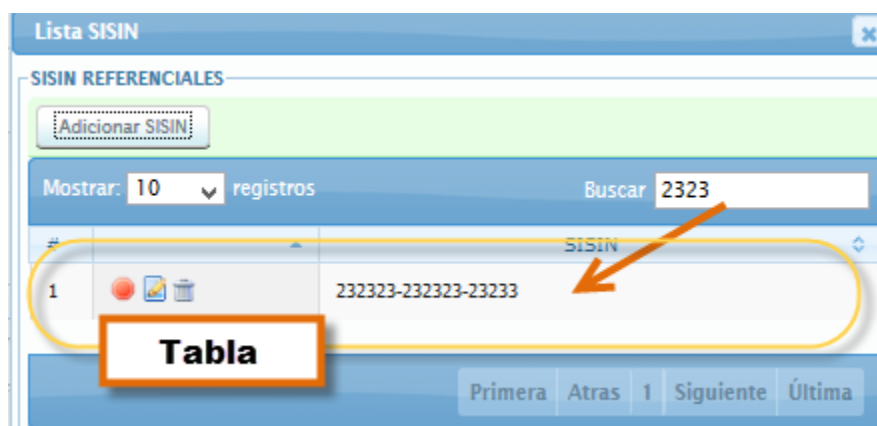 Lista SISIN
SISIN REFERENCIALES
Adicionar SISIN
Mostrar: 10 registros Buscar 2323
# SISIN
1 232323-232323-23233
Tabla
Primera Atras 1 Siguiente Última